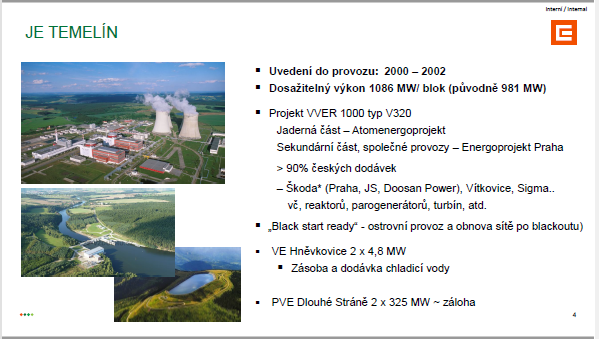 Interní / Internal
JE TEMELÍN
▪ Uvedení do provozu: 2000 – 2002
▪ Dosažitelný výkon 1086 MW/ blok (původně 981 MW)
▪ Projekt VVER 1000 typ V320
Jaderná část – Atomenergoprojekt
Sekundární část, společné provozy – Energoprojekt Praha
> 90% českých dodávek
– Škoda* (Praha, JS, Doosan Power), Vítkovice, Sigma..
vč, reaktorů, parogenerátorů, turbín, atd.
▪ „Black start ready“ - ostrovní provoz a obnova sítě po blackoutu)
▪ VE Hněvkovice 2 x 4,8 MW
▪ Zásoba a dodávka chladicí vody
▪ PVE Dlouhé Stráně 2 x 325 MW ~ záloha
4